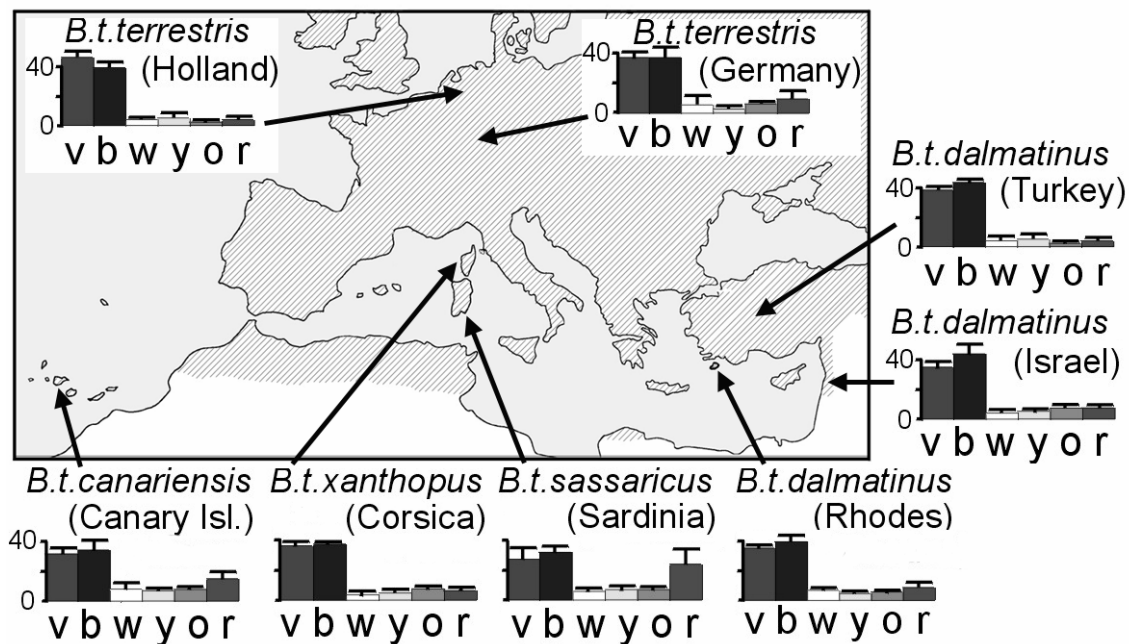 B.t.terrestris
(Holland)
40
0
v b w y o r
B.t.terrestris
(Germany)
40
0
v b w y o r
B.t.dalmatinus
(Turkey)
40
0
v b w y o r
B.t.dalmatinus
(Israel)
40
0
v b w y o r
B.t.canariensis
(Canary Isl.)
40
0
v b w y o r
B.t.xanthopus
(Corsica)
v b w y o r
B.t.sassaricus
(Sardinia)
v b w y o r
B.t.dalmatinus
(Rhodes)
v b w y o r